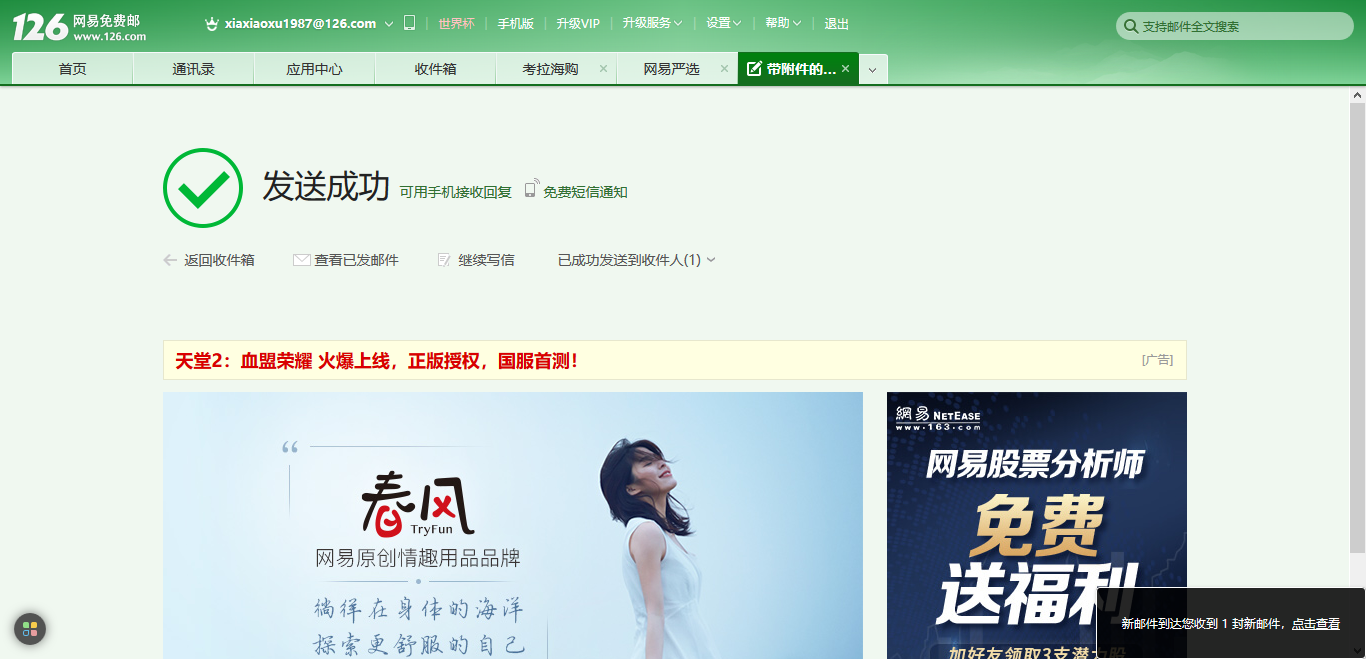 126 网易免费邮
www.126.com
xiaxiaoxu1987@126.com 世界杯 手机版 升级VIP 升级服务 设置 帮助 退出
支持邮件全文搜索
首页 通讯录 应用中心 收件箱 考拉海购 × 网易严选 × 带附件的... ×
发送成功 可用手机接收回复 免费短信通知
返回收件箱 查看已发邮件 继续写信 已成功发送到收件人(1)
天堂2：血盟荣耀 火爆上线，正版授权，国服首测！ [广告]
春风
TryFun
网易原创情趣用品品牌
徜徉在身体的海洋
探索更舒服的自己
網易 NETEASE
www.163.com
网易股票分析师
免费
送福利
加好友领取3支潜力股
新邮件到达您收到 1 封新邮件，点击查看